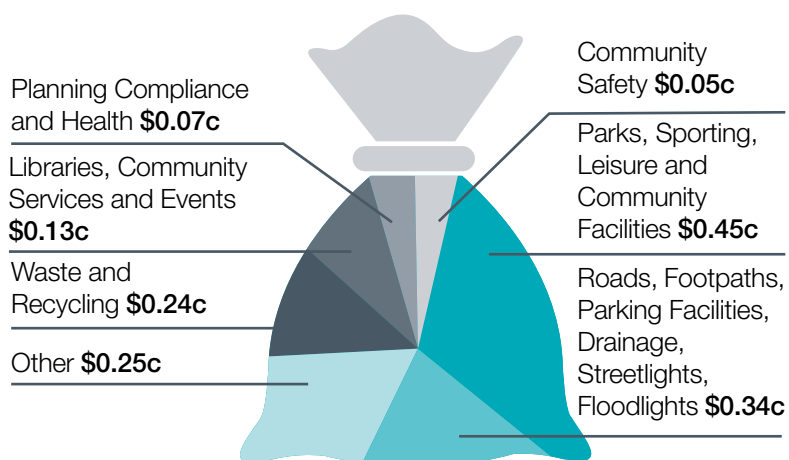 Planning Compliance
and Health $0.07c
Libraries, Community
Services and Events
$0.13c
Waste and
Recycling $0.24c
Other $0.25c
Community
Safety $0.05c
Parks, Sporting,
Leisure and
Community
Facilities $0.45c
Roads, Footpaths,
Parking Facilities,
Drainage,
Streetlights,
Floodlights $0.34c